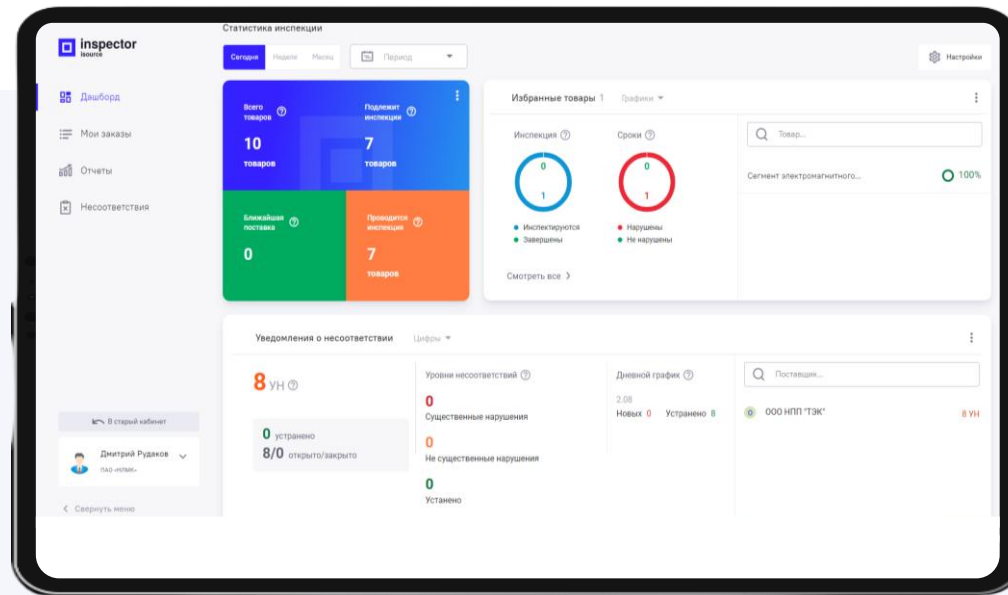 inspector
isource
Дашборд
Мои заказы
Отчеты
Несоответствия
В старый кабинет
Дмитрий Рудаков
ПАО «НЛМК»
Свернуть меню
Статистика инспекции
Сегодня Неделя Месяц Период
Настройки
Всего
товаров
10
товаров
Подлежит
инспекции
7
товаров
Ближайшая
поставка
0
Проводится
инспекция
7
товаров
Избранные товары 1 Графики
Инспекция
0
1
Инспектируются
Завершены
Сроки
0
1
Нарушены
Не нарушены
Смотреть все
Товар...
Сегмент электромагнитного... 100%
Уведомления о несоответствии Цифры
8 УН
0 устранено
8/0 открыто/закрыто
Уровни несоответствий
0
Существенные нарушения
0
Не существенные нарушения
0
Устанено
Дневной график
2.08
Новых 0 Устранено 8
Поставщик...
ООО НПП "ТЭК" 8 УН